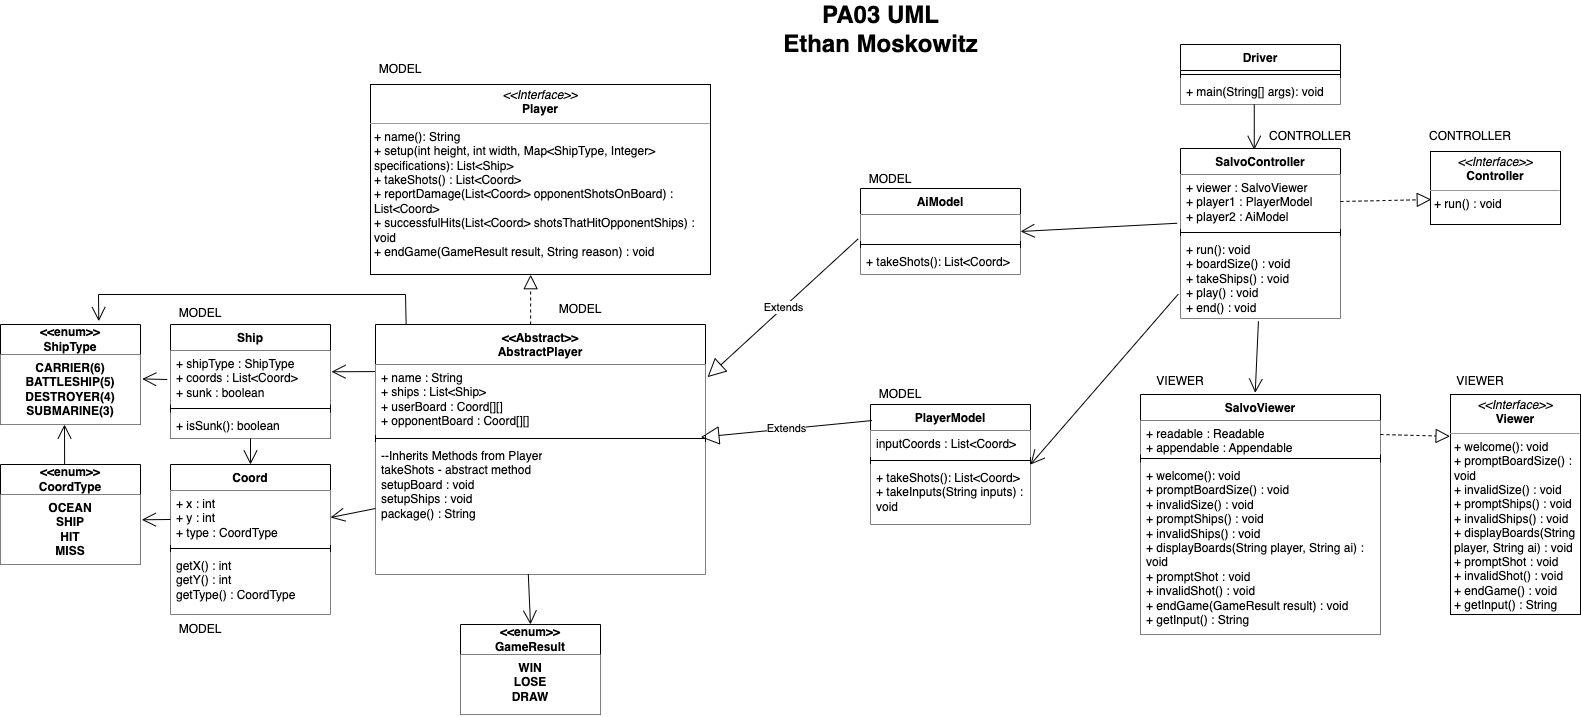 PA03 UML
Ethan Moskowitz
MODEL
<<Interface>>
Player
+ name(): String
+ setup(int height, int width, Map<ShipType, Integer>
specifications): List<Ship>
+ takeShots() : List<Coord>
+ reportDamage(List<Coord> opponentShotsOnBoard) :
List<Coord>
+ successfulHits(List<Coord> shotsThatHitOpponentShips) :
void
+ endGame(GameResult result, String reason) : void
Driver
+ main(String[] args): void
CONTROLLER
SalvoController
+ viewer : SalvoViewer
+ player1 : PlayerModel
+ player2 : AiModel
+ run(): void
+ boardSize() : void
+ takeShips() : void
+ play() : void
+ end() : void
CONTROLLER
<<Interface>>
Controller
+ run() : void
MODEL
AiModel
+ takeShots(): List<Coord>
Extends
<<enum>>
ShipType
CARRIER(6)
BATTLESHIP(5)
DESTROYER(4)
SUBMARINE(3)
MODEL
Ship
+ shipType : ShipType
+ coords : List<Coord>
+ sunk : boolean
+ isSunk(): boolean
MODEL
<<Abstract>>
AbstractPlayer
+ name : String
+ ships : List<Ship>
+ userBoard : Coord[][]
+ opponentBoard : Coord[][]
--Inherits Methods from Player
takeShots - abstract method
setupBoard : void
setupShips : void
package() : String
Extends
MODEL
PlayerModel
inputCoords : List<Coord>
+ takeShots(): List<Coord>
+ takeInputs(String inputs) :
void
VIEWER
SalvoViewer
+ readable : Readable
+ appendable : Appendable
+ welcome(): void
+ promptBoardSize() : void
+ invalidSize() : void
+ promptShips() : void
+ invalidShips() : void
+ displayBoards(String player, String ai) :
void
+ promptShot : void
+ invalidShot() : void
+ endGame(GameResult result) : void
+ getInput() : String
VIEWER
<<Interface>>
Viewer
+ welcome(): void
+ promptBoardSize() :
void
+ invalidSize() : void
+ promptShips() : void
+ invalidShips() : void
+ displayBoards(String
player, String ai) : void
+ promptShot : void
+ invalidShot() : void
+ endGame() : void
+ getInput() : String
<<enum>>
CoordType
OCEAN
SHIP
HIT
MISS
Coord
+ x : int
+ y : int
+ type : CoordType
getX() : int
getY() : int
getType() : CoordType
MODEL
<<enum>>
GameResult
WIN
LOSE
DRAW